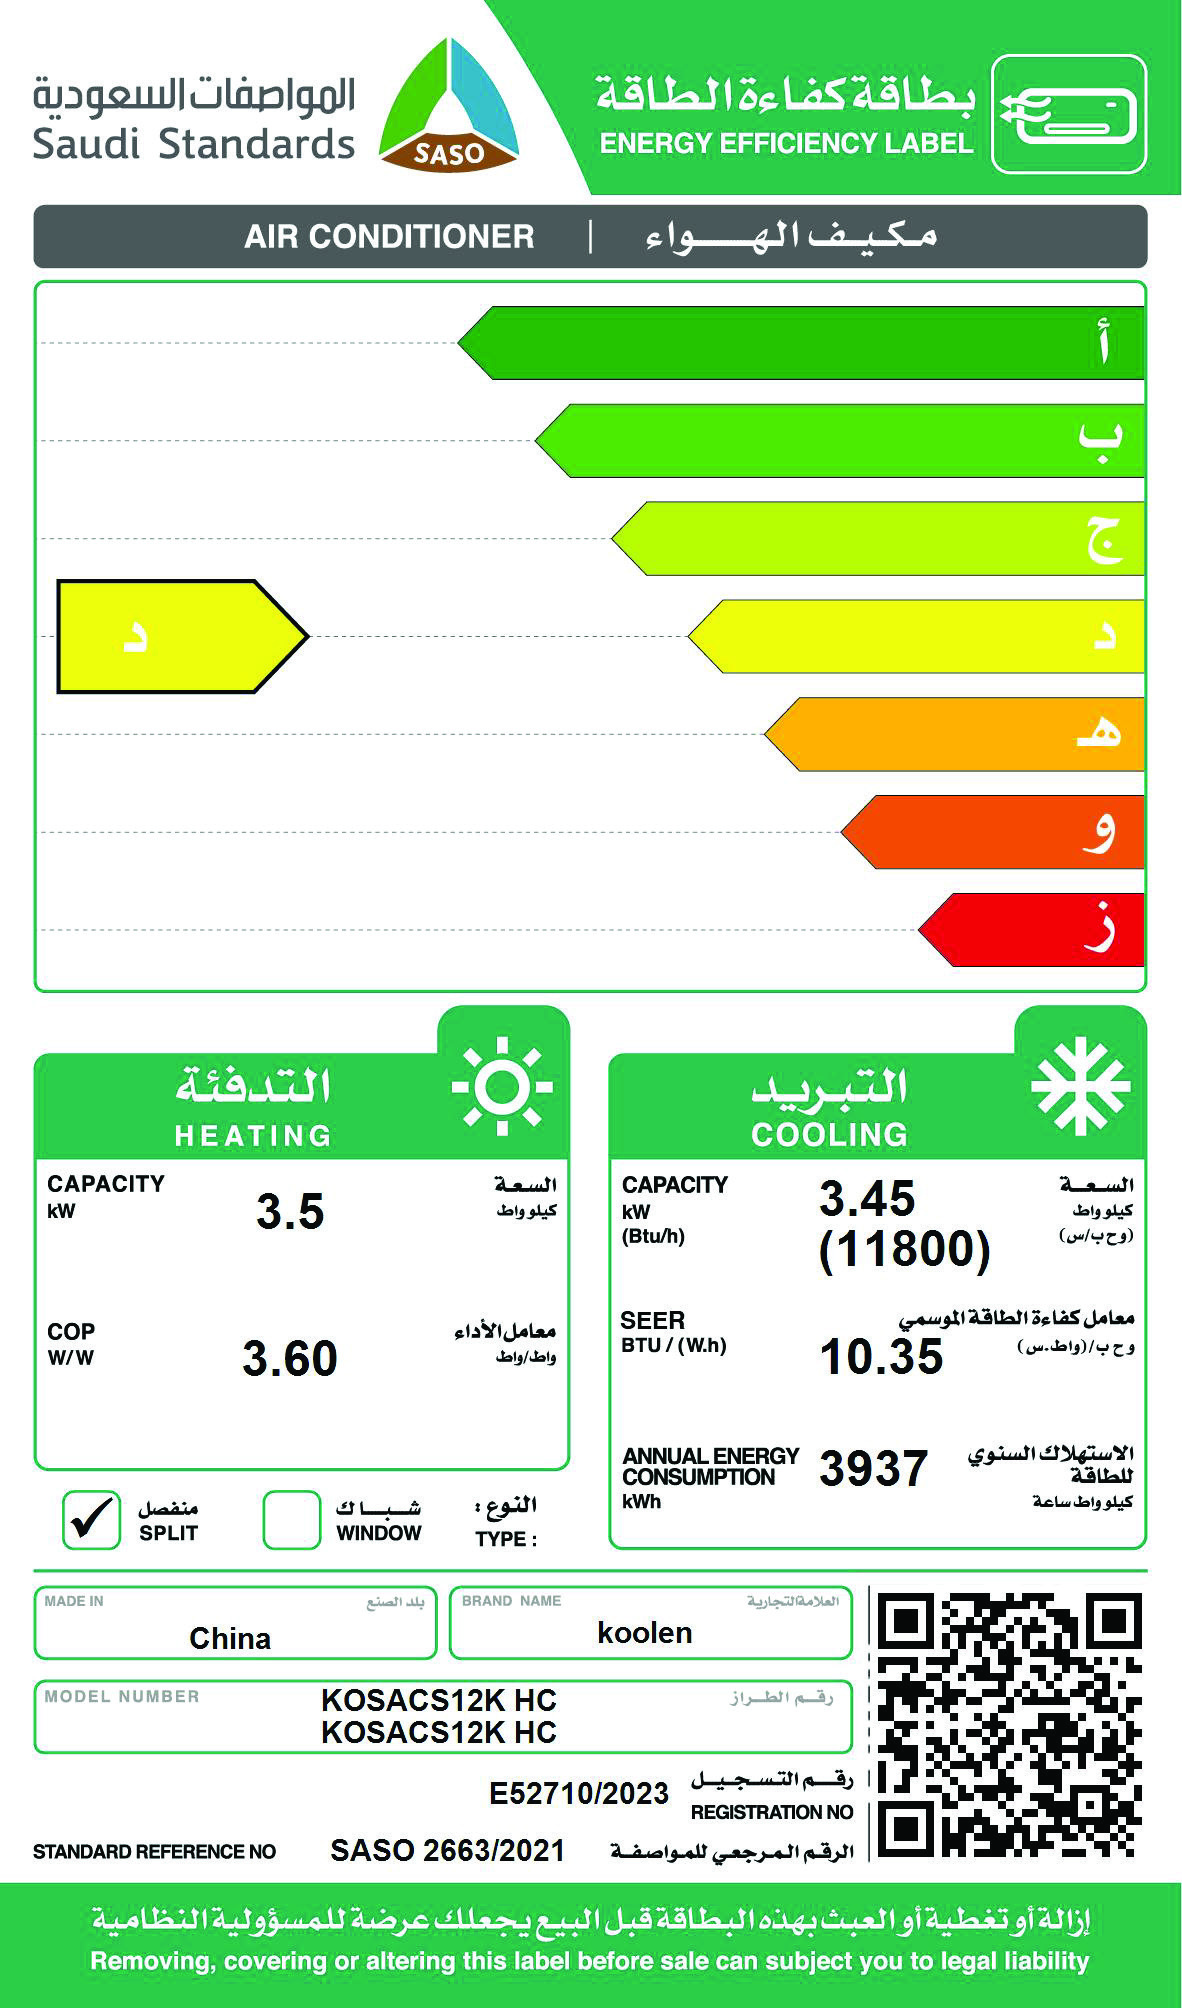 المواصفات السعودية
Saudi Standards
SASO
بطاقة كفاءة الطاقة
ENERGY EFFICIENCY LABEL
AIR CONDITIONER | مكيف الهواء
أ
ب
ج
د
د
هـ
و
ز
التدفئة
HEATING
CAPACITY
kW
3.5
السعة
كيلو واط
COP
W/W
3.60
معامل الأداء
واط/واط
التبريد
COOLING
CAPACITY
kW
(Btu/h)
3.45
(11800)
السعة
كيلو واط
(وح ب/س)
SEER
BTU / (W.h)
10.35
معامل كفاءة الطاقة الموسمي
وح ب/(واط.س)
ANNUAL ENERGY
CONSUMPTION
kWh
3937
الاستهلاك السنوي
للطاقة
كيلو واط ساعة
منفصل
SPLIT
شباك
WINDOW
النوع :
TYPE :
MADE IN
بلد الصنع
China
BRAND NAME
العلامة التجارية
koolen
MODEL NUMBER
رقم الطراز
KOSACS12K HC
KOSACS12K HC
E52710/2023
رقم التسجيل
REGISTRATION NO
STANDARD REFERENCE NO
SASO 2663/2021
الرقم المرجعي للمواصفة
إزالة أو تغطية أو العبث بهذه البطاقة قبل البيع يجعلك عرضة للمسؤولية النظامية
Removing, covering or altering this label before sale can subject you to legal liability